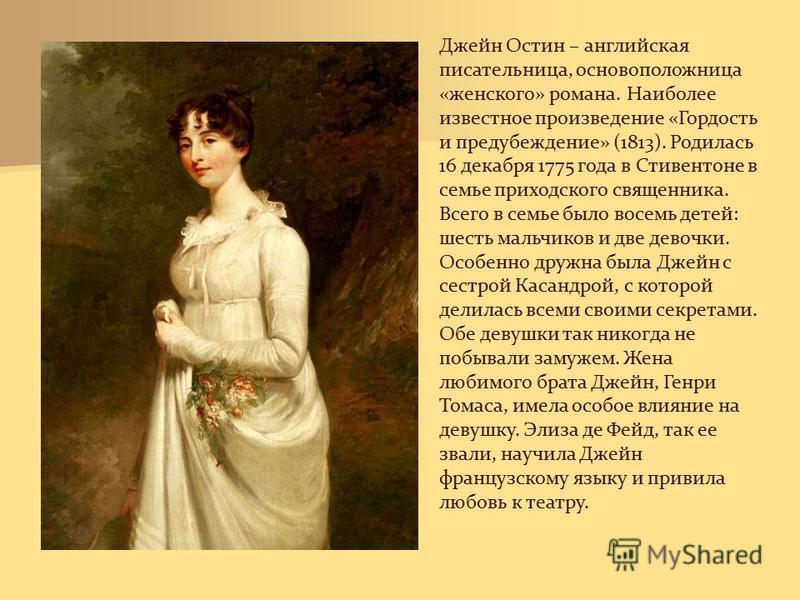 Джейн Остин – английская
писательница, основоположница
«женского» романа. Наиболее
известное произведение «Гордость
и предубеждение» (1813). Родилась
16 декабря 1775 года в Стивентоне в
семье приходского священника.
Всего в семье было восемь детей:
шесть мальчиков и две девочки.
Особенно дружна была Джейн с
сестрой Касандрой, с которой
делилась всеми своими секретами.
Обе девушки так никогда не
побывали замужем. Жена
любимого брата Джейн, Генри
Томаса, имела особое влияние на
девушку. Элиза де Фейд, так ее
звали, научила Джейн
французскому языку и привила
любовь к театру.
MyShared